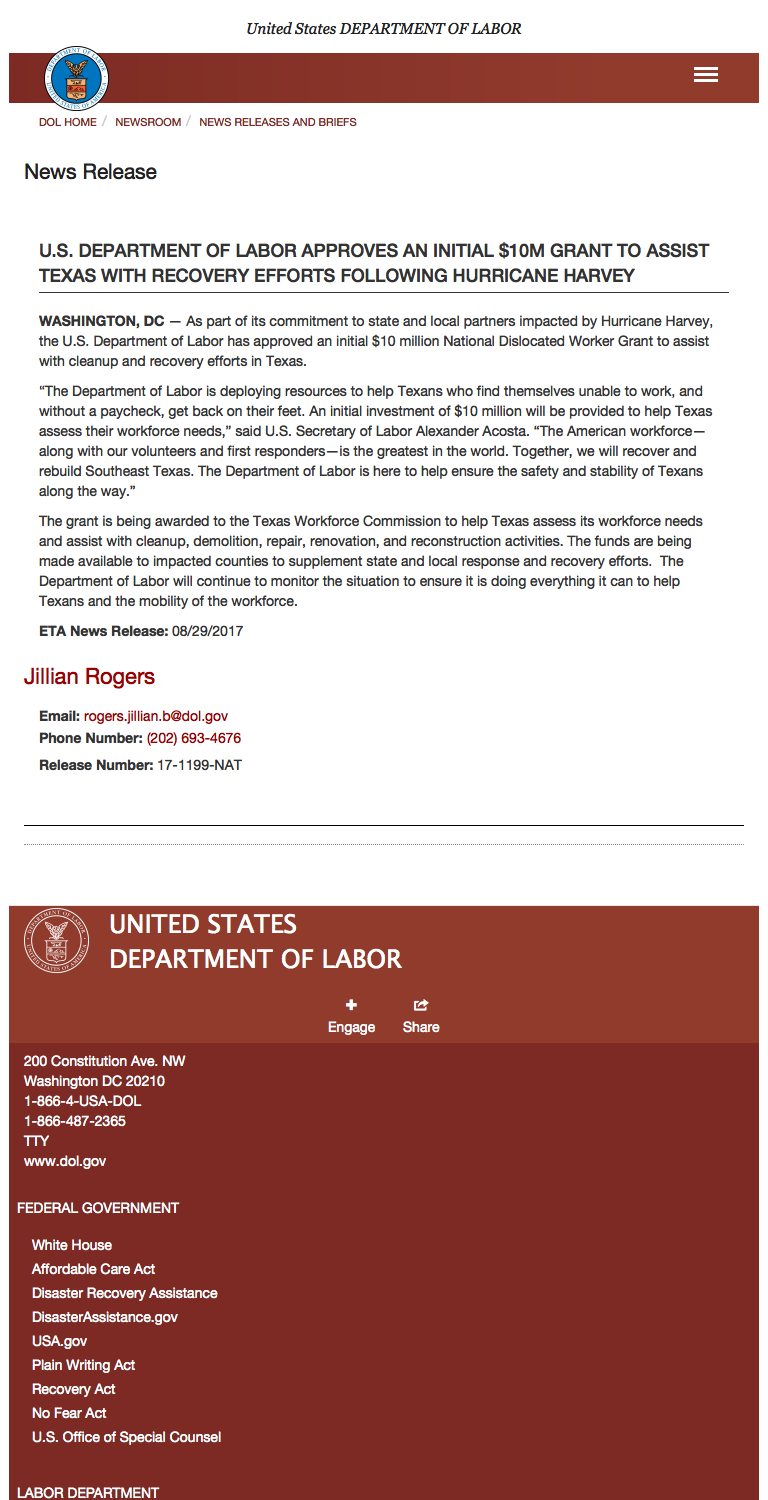 United States DEPARTMENT OF LABOR
DOL HOME / NEWSROOM / NEWS RELEASES AND BRIEFS
News Release
U.S. DEPARTMENT OF LABOR APPROVES AN INITIAL $10M GRANT TO ASSIST
TEXAS WITH RECOVERY EFFORTS FOLLOWING HURRICANE HARVEY
WASHINGTON, DC — As part of its commitment to state and local partners impacted by Hurricane Harvey,
the U.S. Department of Labor has approved an initial $10 million National Dislocated Worker Grant to assist
with cleanup and recovery efforts in Texas.
“The Department of Labor is deploying resources to help Texans who find themselves unable to work, and
without a paycheck, get back on their feet. An initial investment of $10 million will be provided to help Texas
assess their workforce needs,” said U.S. Secretary of Labor Alexander Acosta. “The American workforce—
along with our volunteers and first responders—is the greatest in the world. Together, we will recover and
rebuild Southeast Texas. The Department of Labor is here to help ensure the safety and stability of Texans
along the way.”
The grant is being awarded to the Texas Workforce Commission to help Texas assess its workforce needs
and assist with cleanup, demolition, repair, renovation, and reconstruction activities. The funds are being
made available to impacted counties to supplement state and local response and recovery efforts.  The
Department of Labor will continue to monitor the situation to ensure it is doing everything it can to help
Texans and the mobility of the workforce.
ETA News Release: 08/29/2017
Jillian Rogers
Email: rogers.jillian.b@dol.gov
Phone Number: (202) 693-4676
Release Number: 17-1199-NAT
UNITED STATES
DEPARTMENT OF LABOR
Engage Share
200 Constitution Ave. NW
Washington DC 20210
1-866-4-USA-DOL
1-866-487-2365
TTY
www.dol.gov
FEDERAL GOVERNMENT
White House
Affordable Care Act
Disaster Recovery Assistance
DisasterAssistance.gov
USA.gov
Plain Writing Act
Recovery Act
No Fear Act
U.S. Office of Special Counsel
LABOR DEPARTMENT